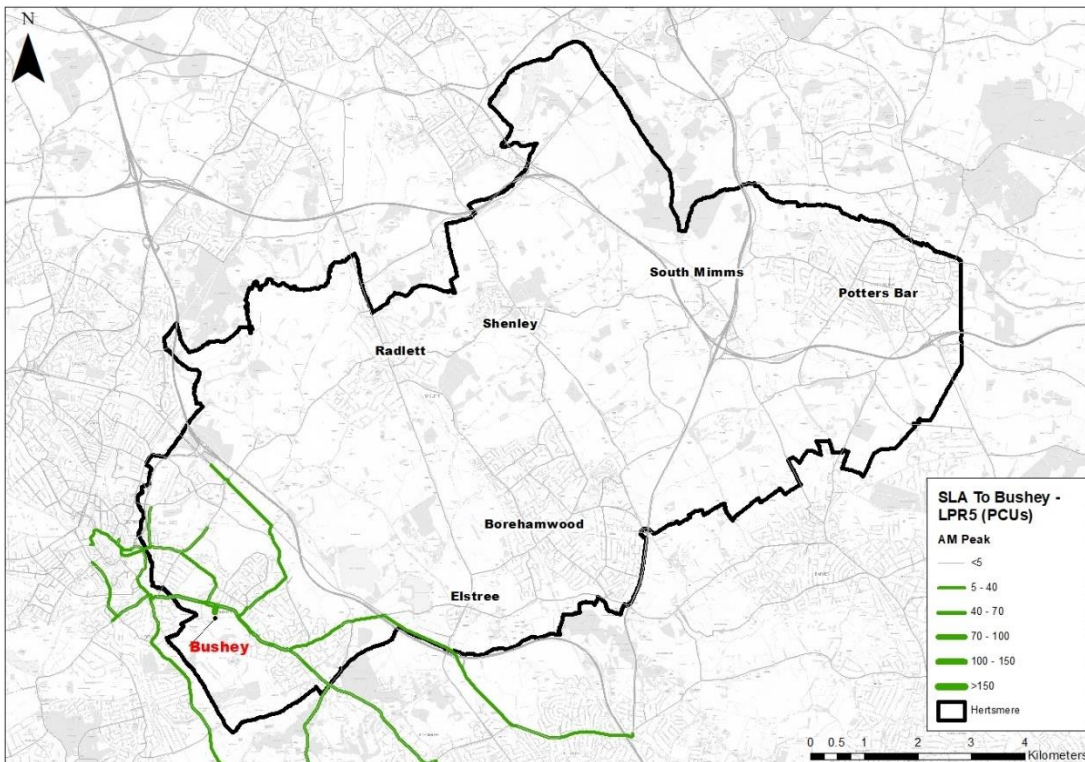 N
South Mimms
Potters Bar
Shenley
Radlett
Borehamwood
Elstree
Bushey
SLA To Bushey -
LPR5 (PCUs)
AM Peak
<5
5 - 40
40 - 70
70 - 100
100 - 150
>150
Hertsmere
0 0.5 1 2 3 4
Kilometers